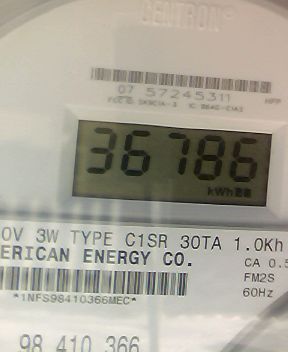 CENTRON®
07 57245311
36786
kWh
0V 3W TYPE C1SR 30TA 1.0Kh
ERICAN ENERGY CO.
CA 0.5
FM2S
*1NFS98410366MEC*
60Hz
98 410 366